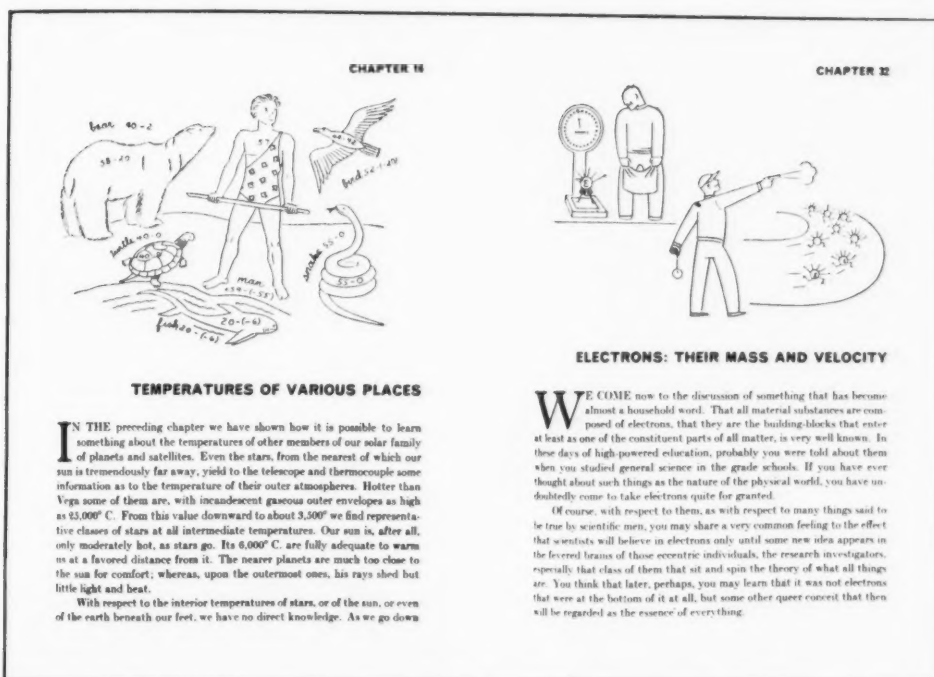 CHAPTER 16
bear 40-2
38-40
37
bird 52-(-40)
turtle 40-0
snake 55-0
55-0
man
+59-(-55)
20-(-6)
fish 20-(-6)
TEMPERATURES OF VARIOUS PLACES
IN THE preceding chapter we have shown how it is possible to learn
something about the temperatures of other members of our solar family
of planets and satellites. Even the stars, from the nearest of which our
sun is tremendously far away, yield to the telescope and thermocouple some
information as to the temperature of their outer atmospheres. Hotter than
Vega some of them are, with incandescent gaseous outer envelopes as high
as 25,000° C. From this value downward to about 3,500° we find representa-
tive classes of stars at all intermediate temperatures. Our sun is, after all,
only moderately hot, as stars go. Its 6,000° C. are fully adequate to warm
us at a favored distance from it. The nearer planets are much too close to
the sun for comfort; whereas, upon the outermost ones, his rays shed but
little light and heat.
With respect to the interior temperatures of stars, or of the sun, or even
of the earth beneath our feet, we have no direct knowledge. As we go down
CHAPTER 32
ELECTRONS: THEIR MASS AND VELOCITY
WE COME now to the discussion of something that has become
almost a household word. That all material substances are com-
posed of electrons, that they are the building-blocks that enter
at least as one of the constituent parts of all matter, is very well known. In
these days of high-powered education, probably you were told about them
when you studied general science in the grade schools. If you have ever
thought about such things as the nature of the physical world, you have un-
doubtedly come to take electrons quite for granted.
Of course, with respect to them, as with respect to many things said to
be true by scientific men, you may share a very common feeling to the effect
that scientists will believe in electrons only until some new idea appears in
the fevered brains of those eccentric individuals, the research investigators,
especially that class of them that sit and spin the theory of what all things
are. You think that later, perhaps, you may learn that it was not electrons
that were at the bottom of it at all, but some other queer conceit that then
will be regarded as the essence of everything.